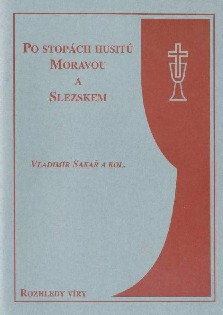 PO STOPÁCH HUSITŮ
MORAVOU
A
SLEZSKEM
VLADIMÍR SAKAŘ A KOL.
ROZHLEDY VÍRY